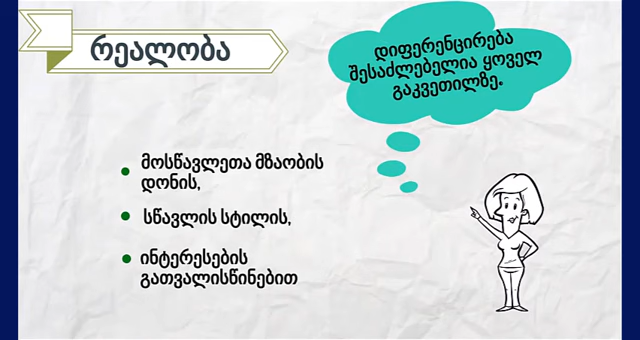 რეალობა
დიფერენცირება
შესაძლებელია ყოველ
გაკვეთილზე.
მოსწავლეთა მზაობის
დონის,
სწავლის სტილის,
ინტერესების
გათვალისწინებით